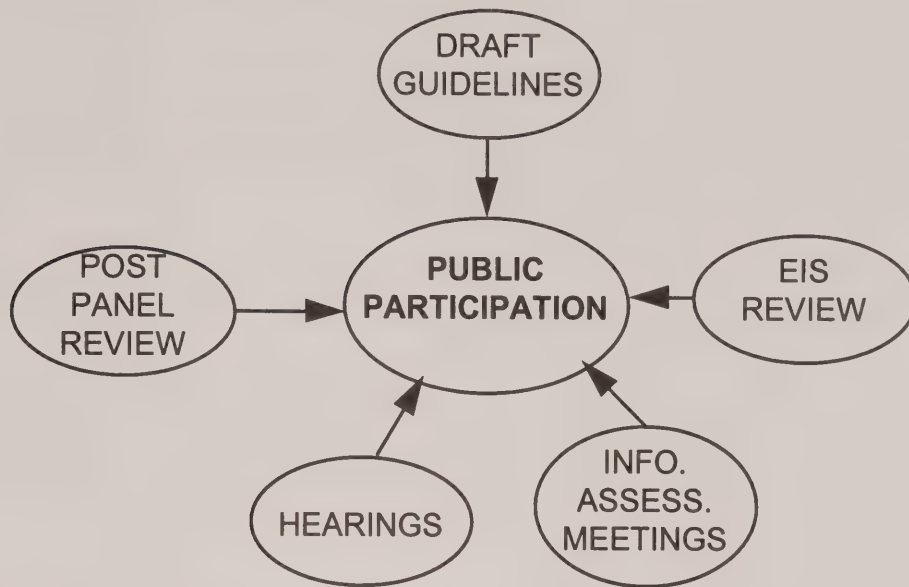 DRAFT
GUIDELINES
PUBLIC
PARTICIPATION
POST
PANEL
REVIEW
EIS
REVIEW
HEARINGS
INFO.
ASSESS.
MEETINGS